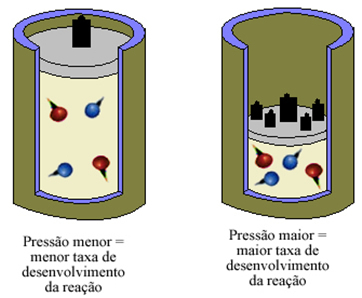 Pressão menor =
menor taxa de
desenvolvimento
da reação
Pressão maior =
maior taxa de
desenvolvimento
da reação